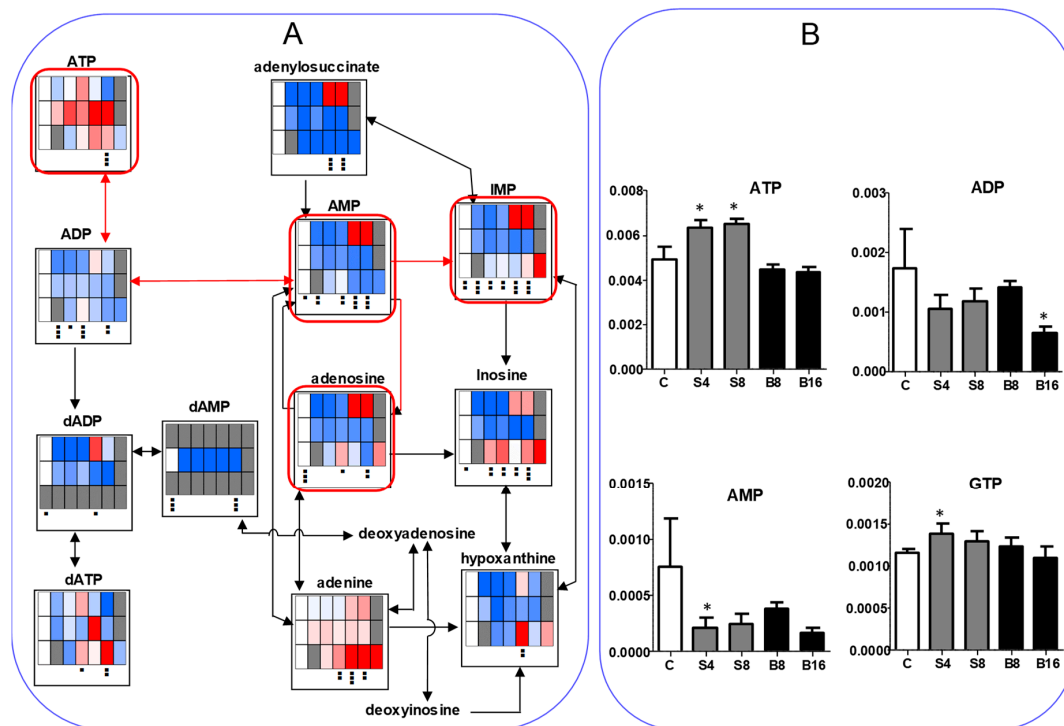 A
ATP
adenylosuccinate
AMP
IMP
ADP
adenosine
Inosine
dADP
dAMP
deoxyadenosine
hypoxanthine
dATP
adenine
deoxyinosine
B
ATP
0.008
0.006
0.004
0.002
0.000
* *
C S4 S8 B8 B16
ADP
0.003
0.002
0.001
0.000
*
C S4 S8 B8 B16
AMP
0.0015
0.0010
0.0005
0.0000
*
C S4 S8 B8 B16
GTP
0.0020
0.0015
0.0010
0.0005
0.0000
*
C S4 S8 B8 B16